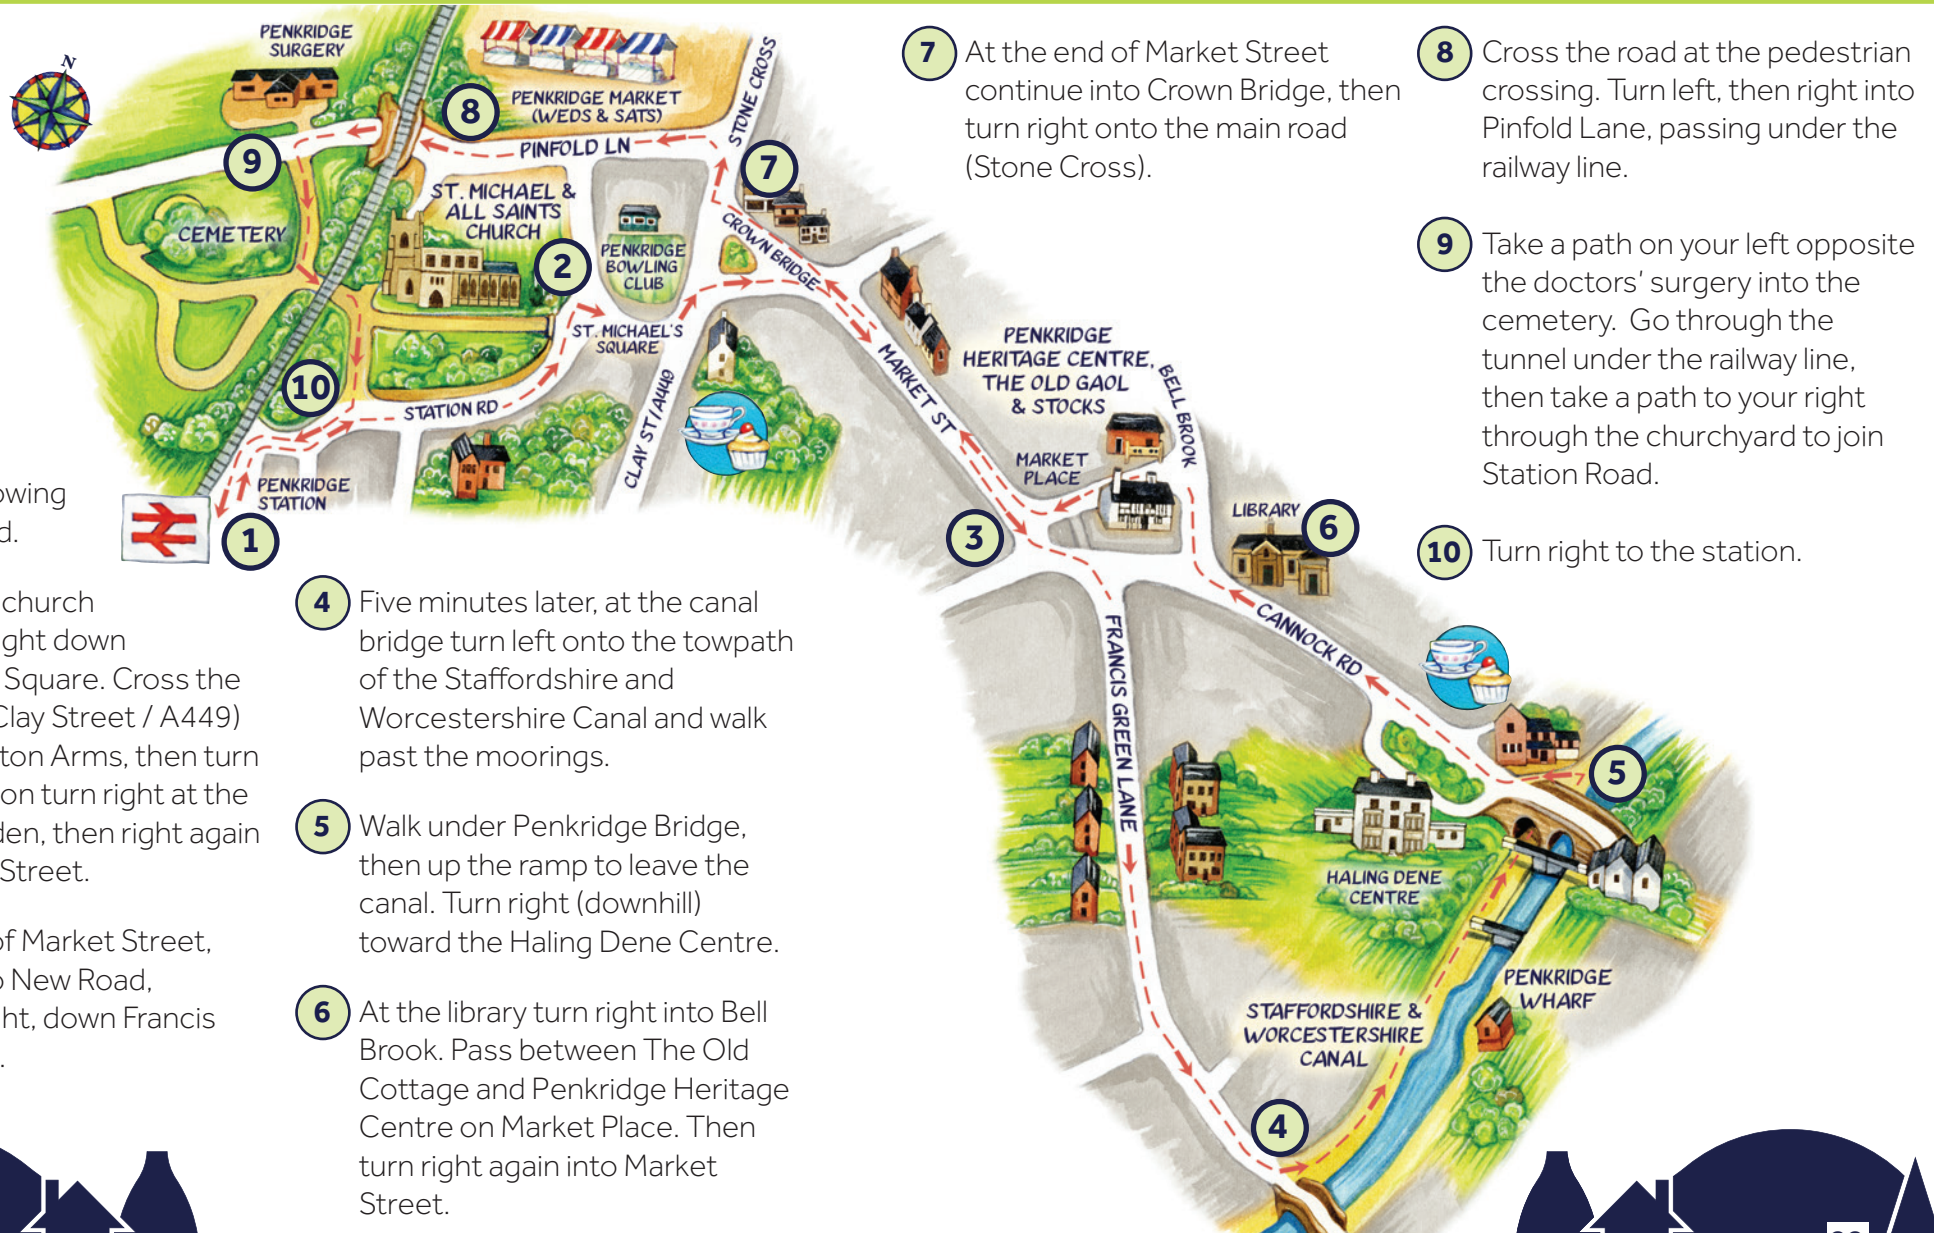 N
PENKRIDGE
SURGERY
PENKRIDGE MARKET
(WEDS & SATS)
STONE CROSS
8
PINFOLD LN
9
7
ST. MICHAEL &
ALL SAINTS
CHURCH
CEMETERY
2
PENKRIDGE
BOWLING
CLUB
CROWN BRIDGE
ST. MICHAEL'S
SQUARE
10
STATION RD
CLAY ST/A449
MARKET ST
PENKRIDGE
HERITAGE CENTRE,
THE OLD GAOL
& STOCKS
BELL BROOK
MARKET
PLACE
PENKRIDGE
STATION
1
3
LIBRARY
6
CANNOCK RD
FRANCIS GREEN LANE
5
HALING DENE
CENTRE
PENKRIDGE
WHARF
STAFFORDSHIRE &
WORCESTERSHIRE
CANAL
4
owing
d.
church
ght down
Square. Cross the
Clay Street / A449)
ton Arms, then turn
on turn right at the
den, then right again
Street.
of Market Street,
o New Road,
ht, down Francis
.
4 Five minutes later, at the canal
bridge turn left onto the towpath
of the Staffordshire and
Worcestershire Canal and walk
past the moorings.
5 Walk under Penkridge Bridge,
then up the ramp to leave the
canal. Turn right (downhill)
toward the Haling Dene Centre.
6 At the library turn right into Bell
Brook. Pass between The Old
Cottage and Penkridge Heritage
Centre on Market Place. Then
turn right again into Market
Street.
7 At the end of Market Street
continue into Crown Bridge, then
turn right onto the main road
(Stone Cross).
8 Cross the road at the pedestrian
crossing. Turn left, then right into
Pinfold Lane, passing under the
railway line.
9 Take a path on your left opposite
the doctors' surgery into the
cemetery. Go through the
tunnel under the railway line,
then take a path to your right
through the churchyard to join
Station Road.
10 Turn right to the station.